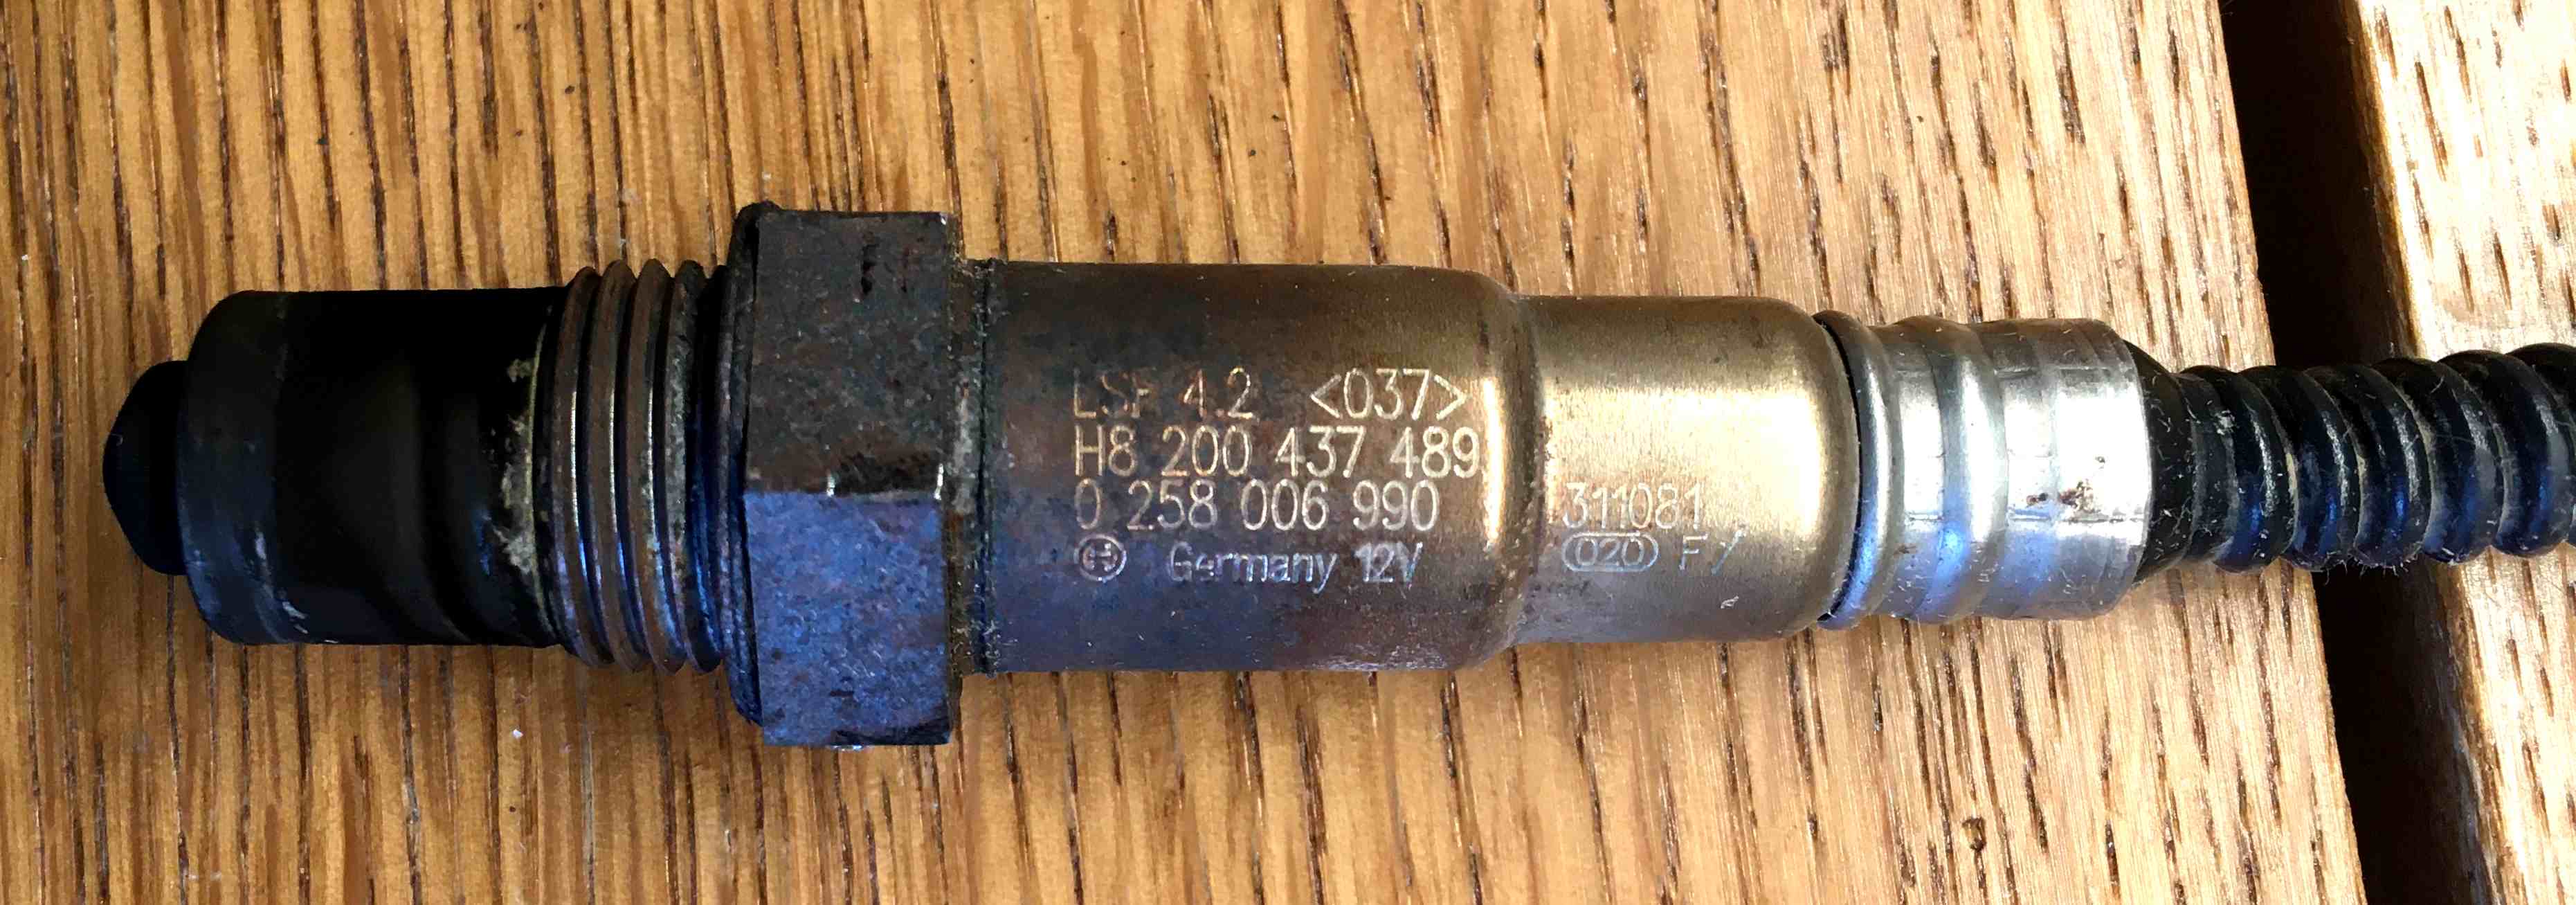 LSF 4.2 <037>
H8 200 437 489
0 258 006 990
Germany 12V
311081
020 F